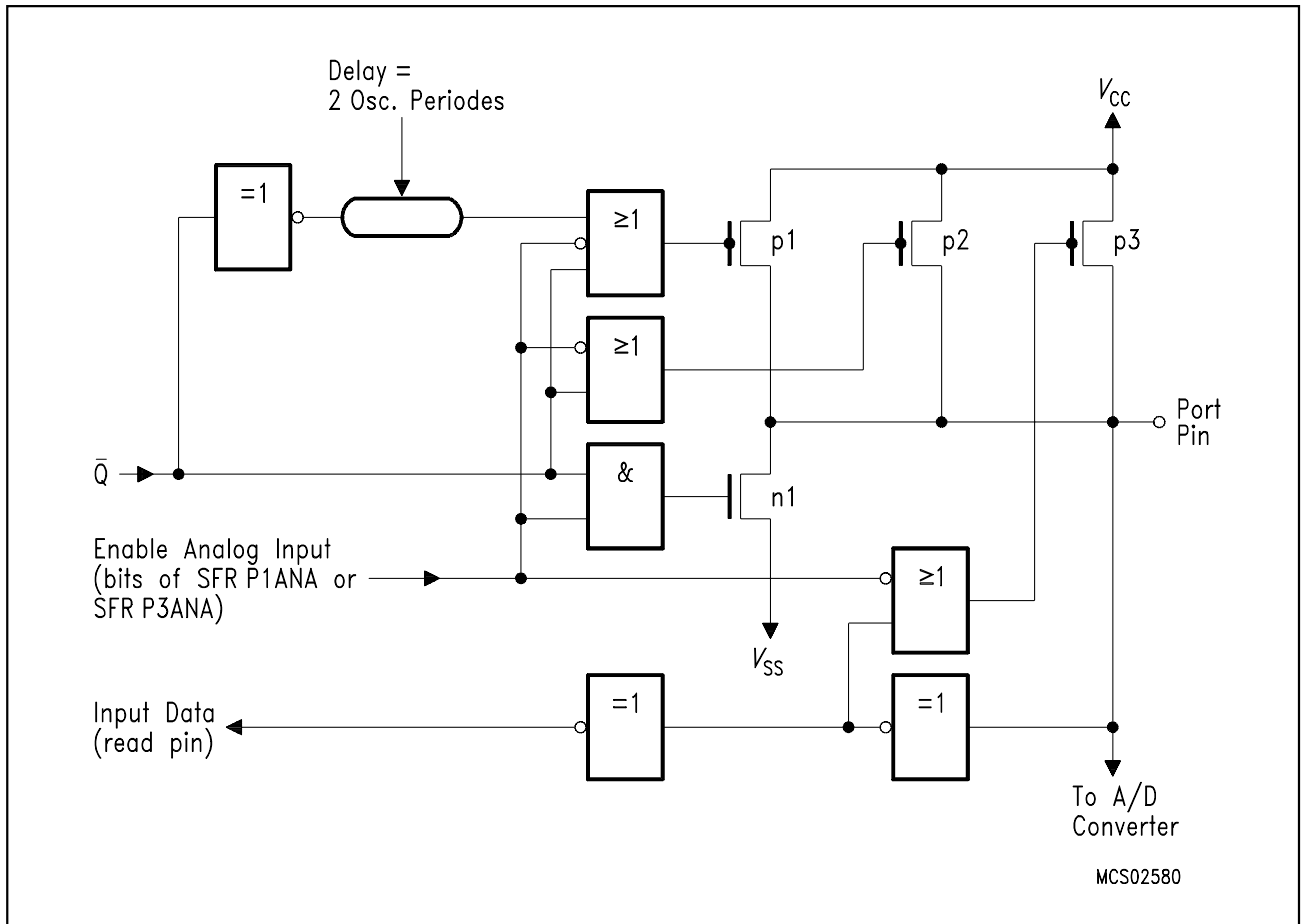 Delay =
2 Osc. Periodes
V_CC
=1
≥1
p1
p2
p3
≥1
Port
Pin
Q̅
&
n1
Enable Analog Input
(bits of SFR P1ANA or
SFR P3ANA)
≥1
V_SS
Input Data
(read pin)
=1
=1
To A/D
Converter
MCS02580